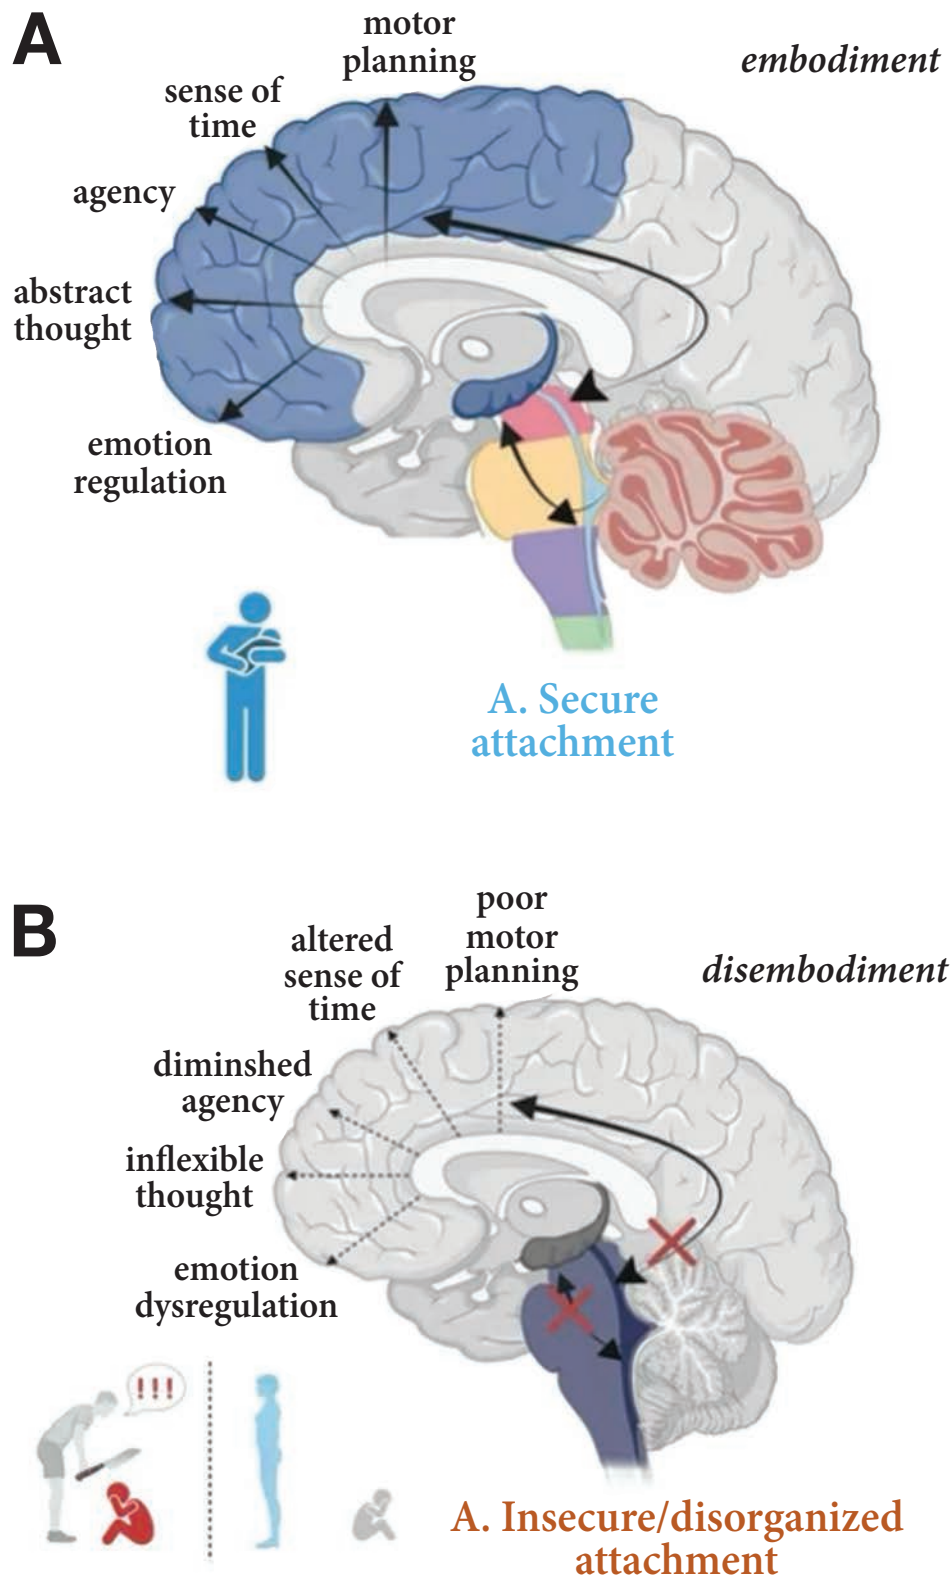 A
motor
planning
embodiment
sense of
time
agency
abstract
thought
emotion
regulation
A. Secure
attachment
B
poor
motor
planning
altered
sense of
time
disembodiment
diminshed
agency
inflexible
thought
emotion
dysregulation
!!!
A. Insecure/disorganized
attachment